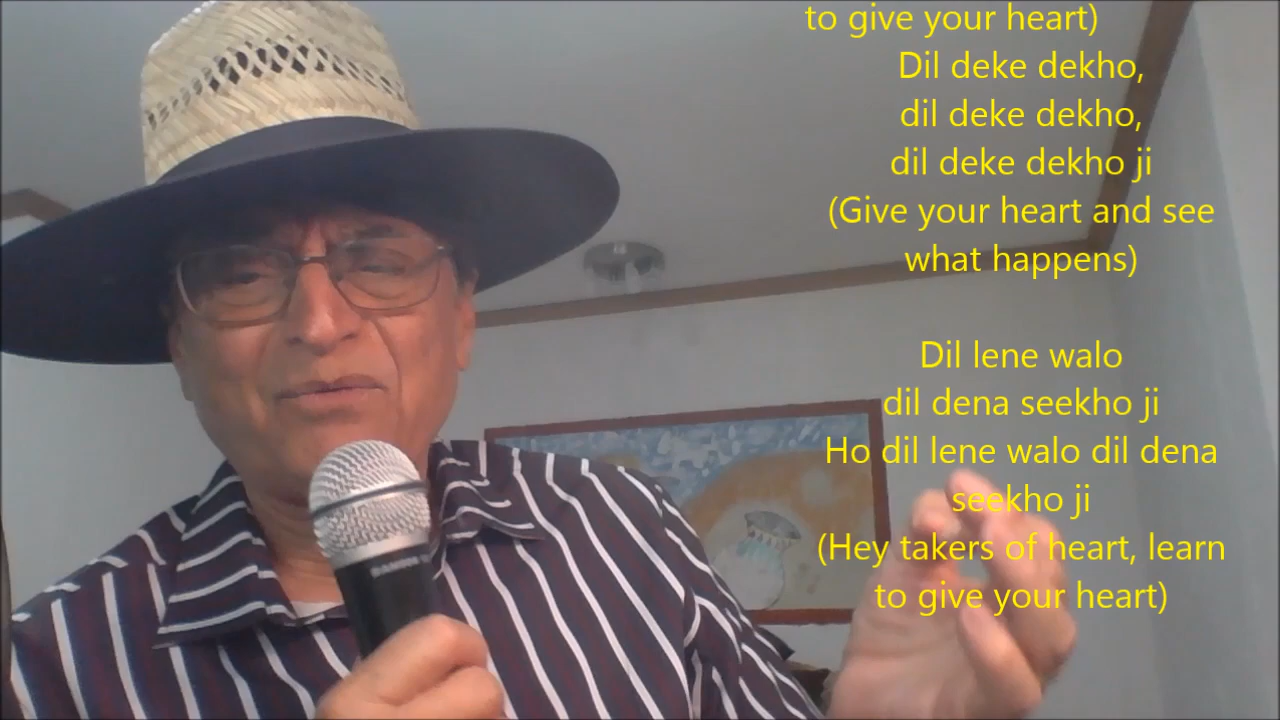 to give your heart)
Dil deke dekho,
dil deke dekho,
dil deke dekho ji
(Give your heart and see
what happens)
Dil lene walo
dil dena seekho ji
Ho dil lene walo dil dena
seekho ji
(Hey takers of heart, learn
to give your heart)